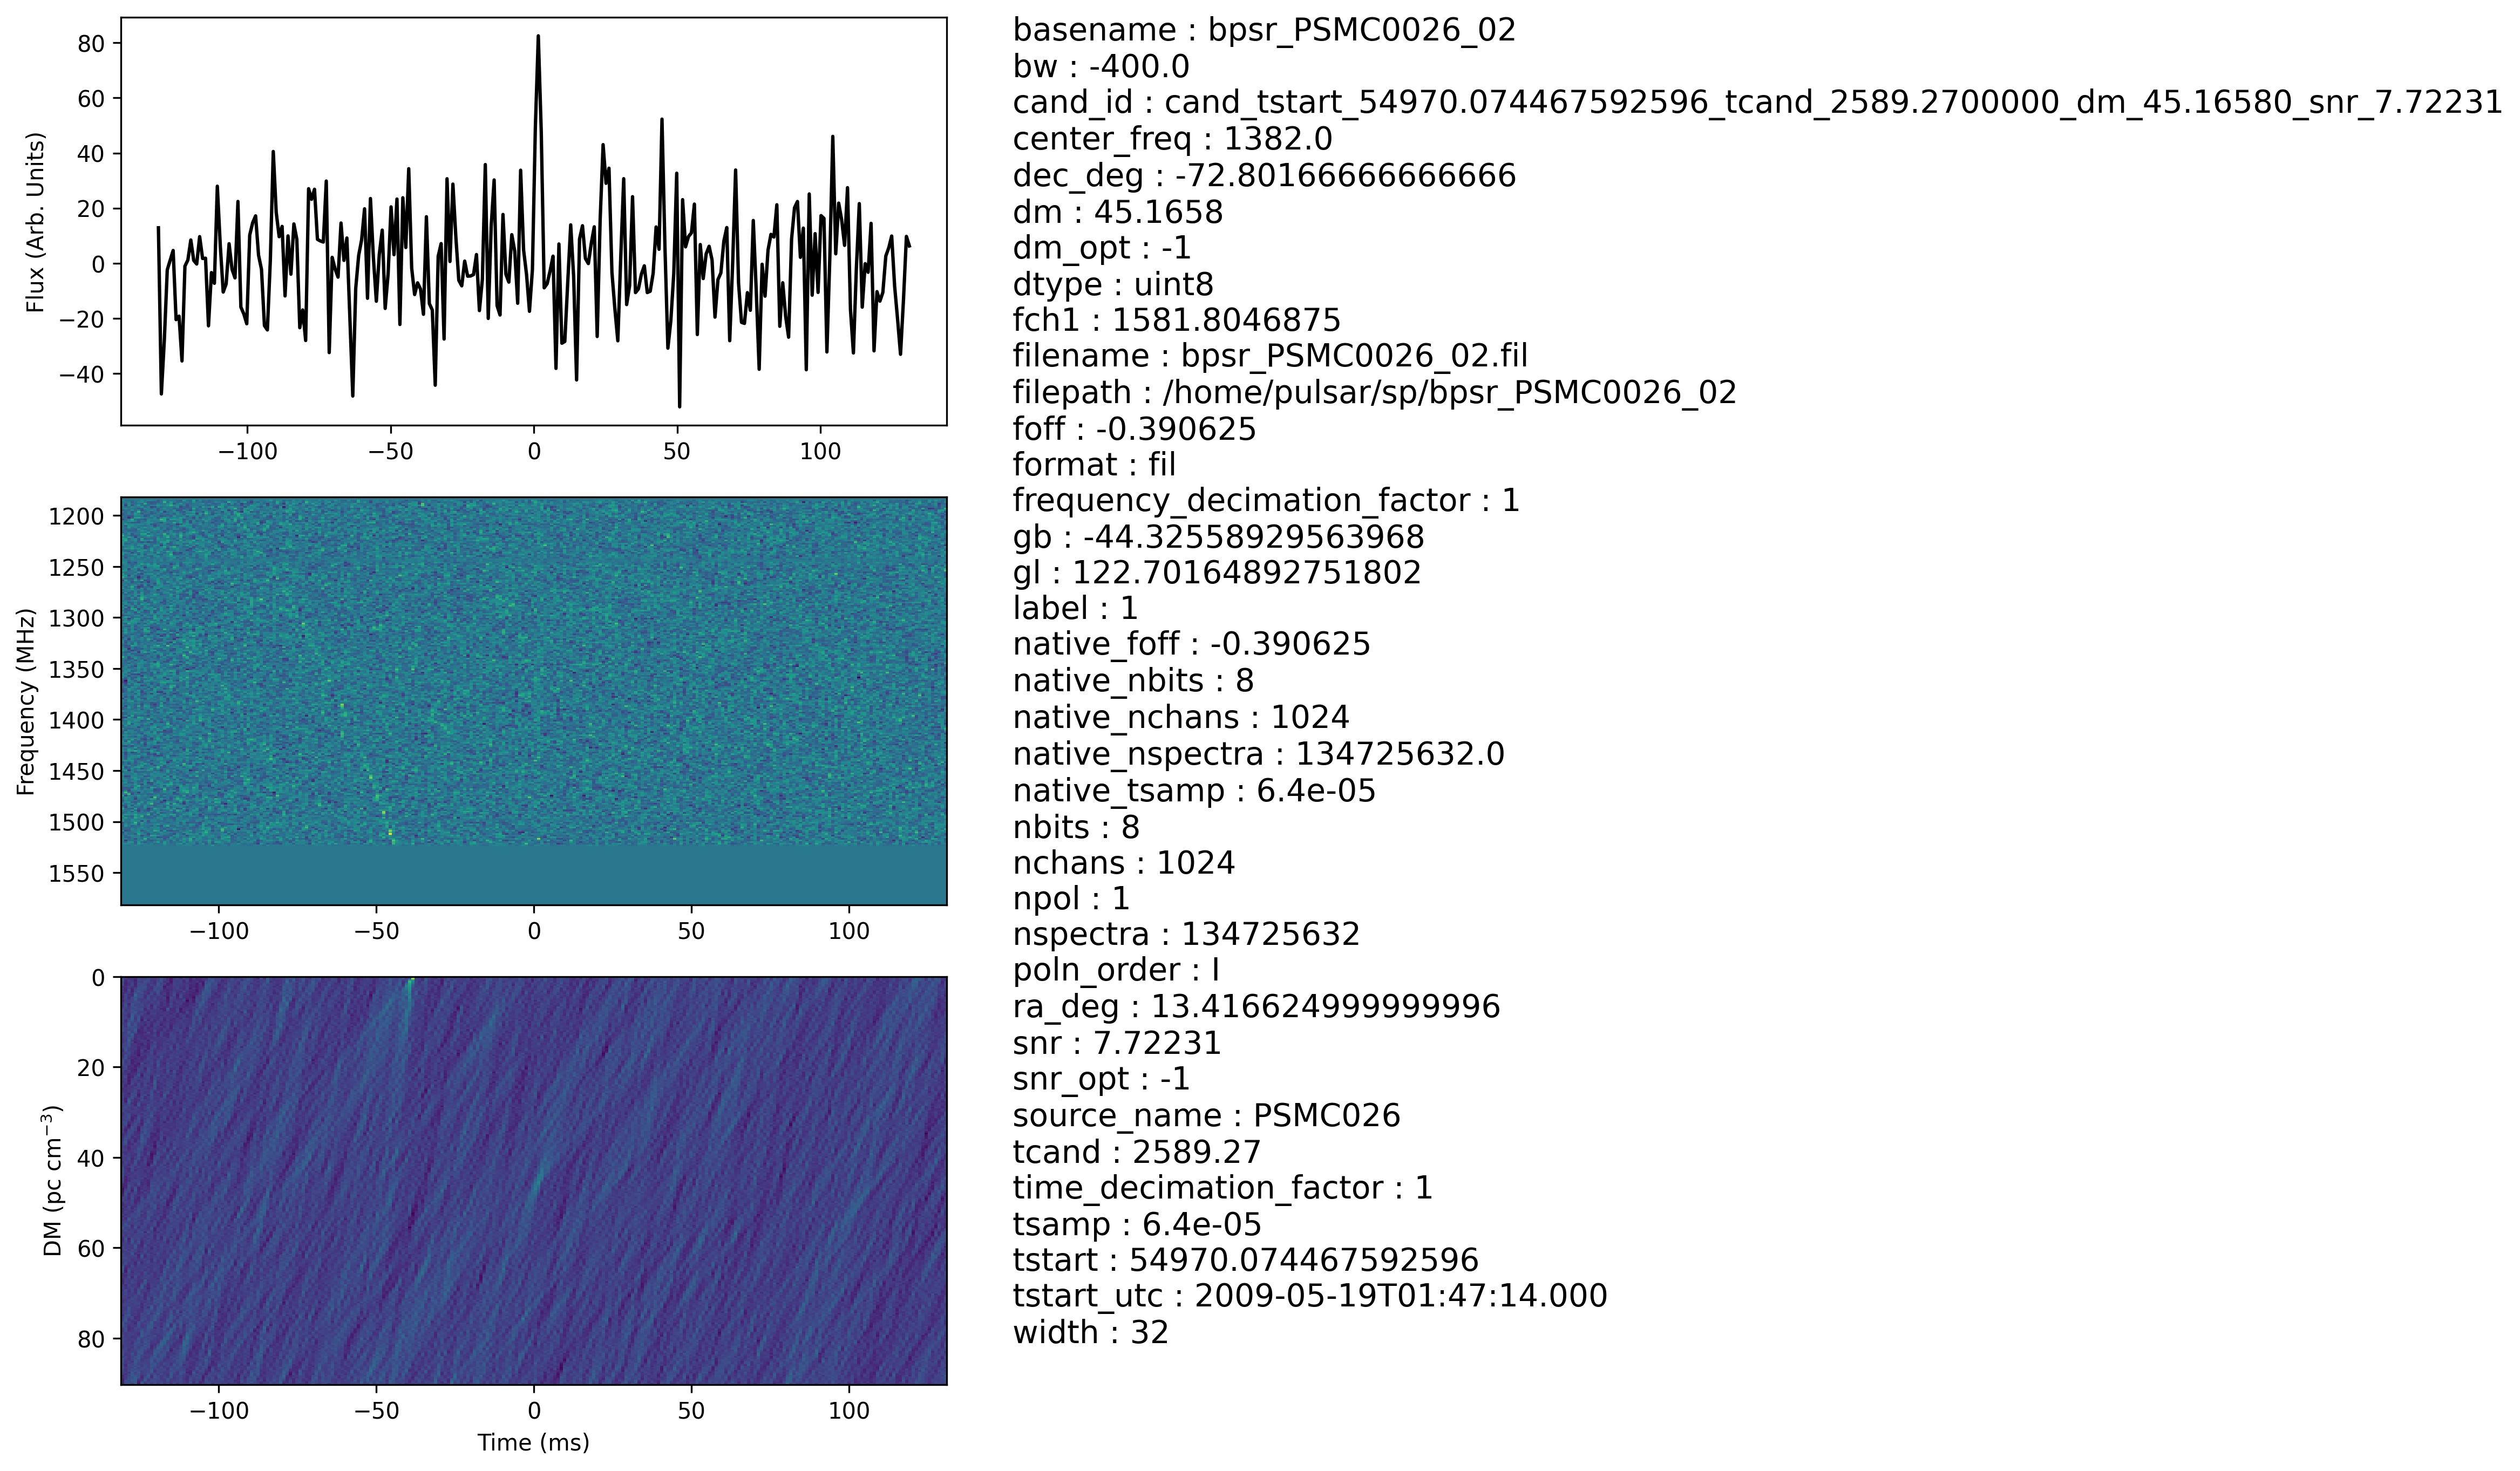 80
60
40
20
0
−20
−40
Flux (Arb. Units)
−100
−50
0
50
100
1200
1250
1300
1350
1400
1450
1500
1550
Frequency (MHz)
−100
−50
0
50
100
0
20
40
60
80
DM (pc cm⁻³)
−100
−50
0
50
100
Time (ms)
basename : bpsr_PSMC0026_02
bw : -400.0
cand_id : cand_tstart_54970.074467592596_tcand_2589.2700000_dm_45.16580_snr_7.72231
center_freq : 1382.0
dec_deg : -72.80166666666666
dm : 45.1658
dm_opt : -1
dtype : uint8
fch1 : 1581.8046875
filename : bpsr_PSMC0026_02.fil
filepath : /home/pulsar/sp/bpsr_PSMC0026_02
foff : -0.390625
format : fil
frequency_decimation_factor : 1
gb : -44.32558929563968
gl : 122.70164892751802
label : 1
native_foff : -0.390625
native_nbits : 8
native_nchans : 1024
native_nspectra : 134725632.0
native_tsamp : 6.4e-05
nbits : 8
nchans : 1024
npol : 1
nspectra : 134725632
poln_order : I
ra_deg : 13.416624999999996
snr : 7.72231
snr_opt : -1
source_name : PSMC026
tcand : 2589.27
time_decimation_factor : 1
tsamp : 6.4e-05
tstart : 54970.074467592596
tstart_utc : 2009-05-19T01:47:14.000
width : 32